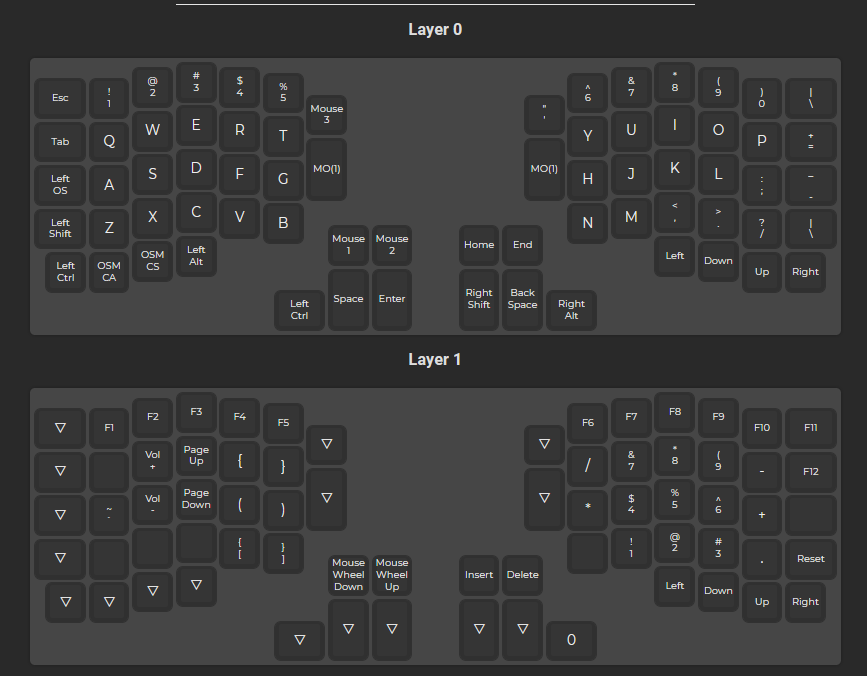 Layer 0
Esc ! @ # $ % ^ & * ( ) |
1 2 3 4 5 6 7 8 9 0 \
Mouse
3
"
'
Tab Q W E R T Y U I O P + =
MO(1) MO(1)
Left
OS
A S D F G H J K L : ; _ -
Left
Shift
Z X C V B N M < , > . ? / | \
Left
Ctrl
OSM
CA
OSM
CS
Left
Alt
Mouse
1
Mouse
2
Home End
Left Down Up Right
Left
Ctrl
Space Enter
Right
Shift
Back
Space
Right
Alt
Layer 1
▽ F1 F2 F3 F4 F5 ▽ ▽ F6 F7 F8 F9 F10 F11
▽ Vol
+
Page
Up
{ } / & 7 * 8 ( 9 - F12
▽ ▽
▽ ~ ` Vol
-
Page
Down
( ) * $ 4 % 5 ^ 6 +
▽ { [ } ] ! 1 @ 2 # 3 . Reset
▽ ▽ ▽ ▽
Mouse
Wheel
Down
Mouse
Wheel
Up
Insert Delete
Left Down Up Right
▽ ▽ ▽ ▽ ▽ 0